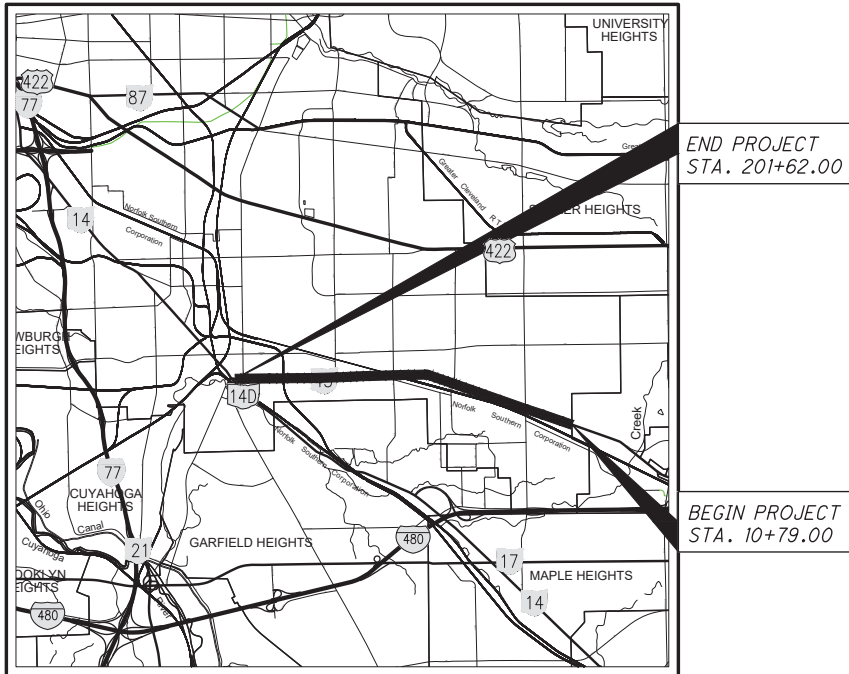 UNIVERSITY
HEIGHTS
END PROJECT
STA. 201+62.00
422
77
87
14
Norfolk Southern
Corporation
Greater Cleveland R.T.
HEIGHTS
422
HEIGHTS
14D
Norfolk Southern
Corporation
Norfolk Southern Corporation
Creek
77
CUYAHOGA
HEIGHTS
Ohio
Canal
Cuyahoga
River
21
GARFIELD HEIGHTS
480
17
MAPLE HEIGHTS
14
480
BEGIN PROJECT
STA. 10+79.00